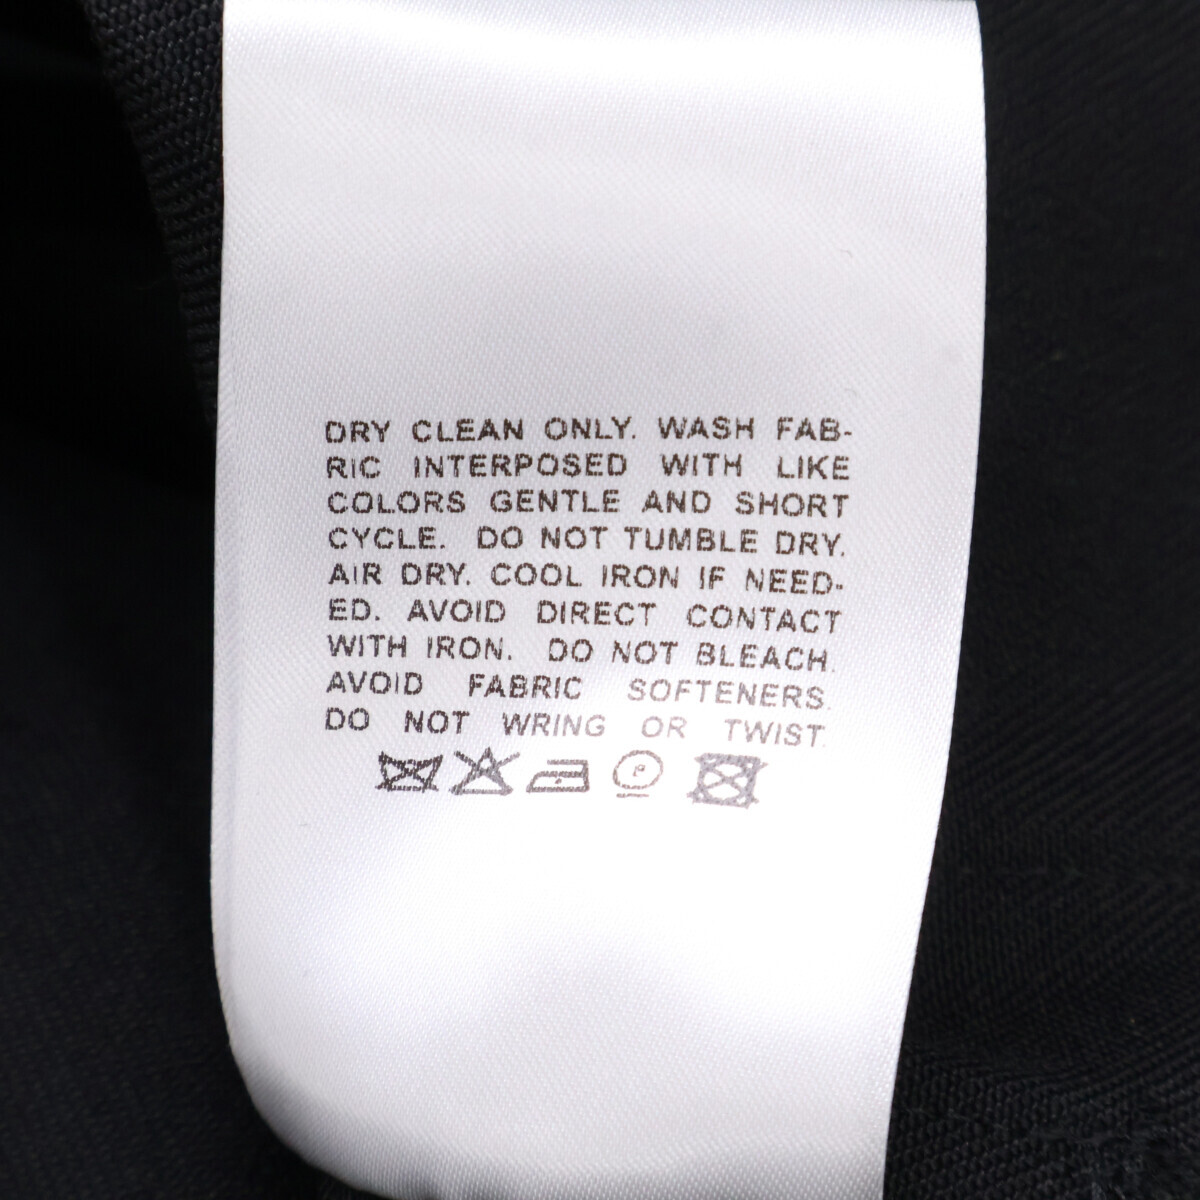 DRY CLEAN ONLY. WASH FAB-
RIC INTERPOSED WITH LIKE
COLORS GENTLE AND SHORT
CYCLE. DO NOT TUMBLE DRY.
AIR DRY. COOL IRON IF NEED-
ED. AVOID DIRECT CONTACT
WITH IRON. DO NOT BLEACH.
AVOID FABRIC SOFTENERS.
DO NOT WRING OR TWIST.